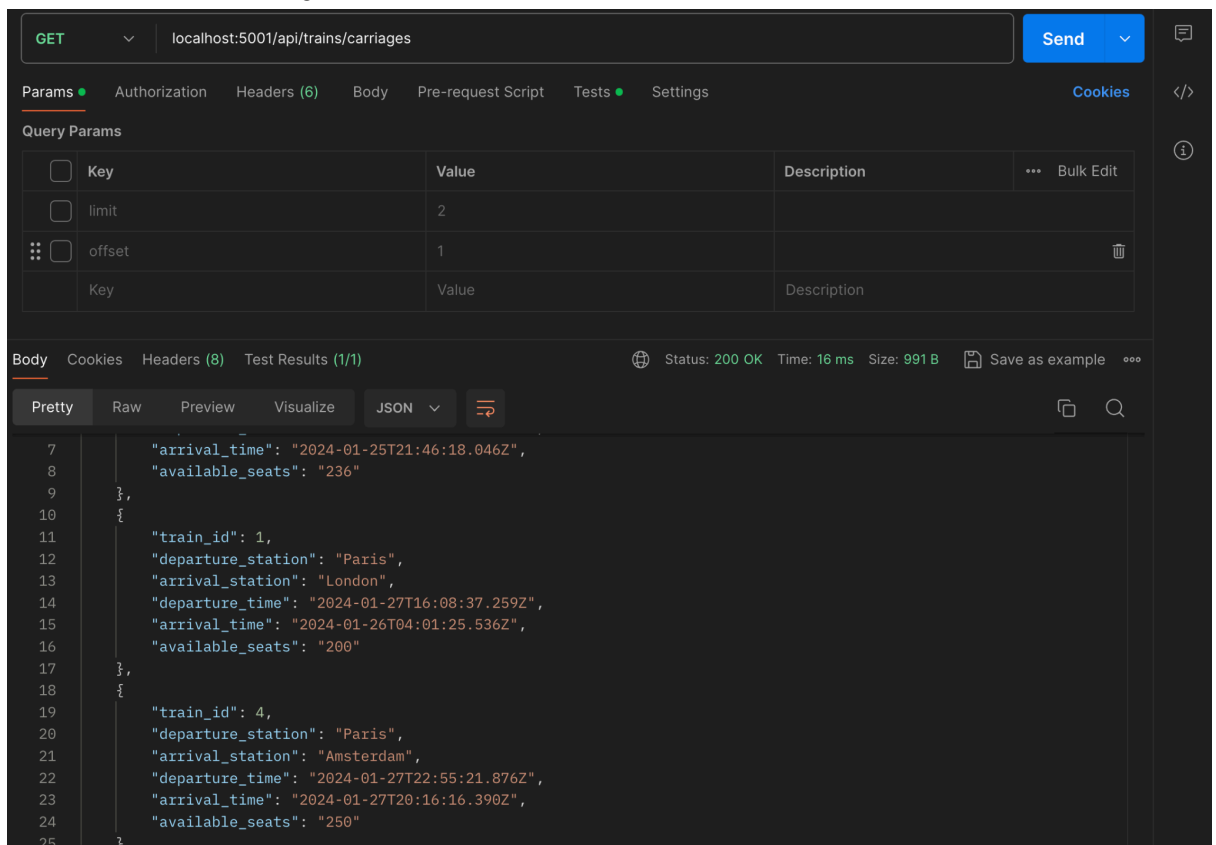 GET localhost:5001/api/trains/carriages Send
Params Authorization Headers (6) Body Pre-request Script Tests Settings Cookies
Query Params
Key Value Description Bulk Edit
limit 2
offset 1
Key Value Description
Body Cookies Headers (8) Test Results (1/1) Status: 200 OK Time: 16 ms Size: 991 B Save as example
Pretty Raw Preview Visualize JSON
7 "arrival_time": "2024-01-25T21:46:18.046Z",
8 "available_seats": "236"
9 },
10 {
11 "train_id": 1,
12 "departure_station": "Paris",
13 "arrival_station": "London",
14 "departure_time": "2024-01-27T16:08:37.259Z",
15 "arrival_time": "2024-01-26T04:01:25.536Z",
16 "available_seats": "200"
17 },
18 {
19 "train_id": 4,
20 "departure_station": "Paris",
21 "arrival_station": "Amsterdam",
22 "departure_time": "2024-01-27T22:55:21.876Z",
23 "arrival_time": "2024-01-27T20:16:16.390Z",
24 "available_seats": "250"
25 }